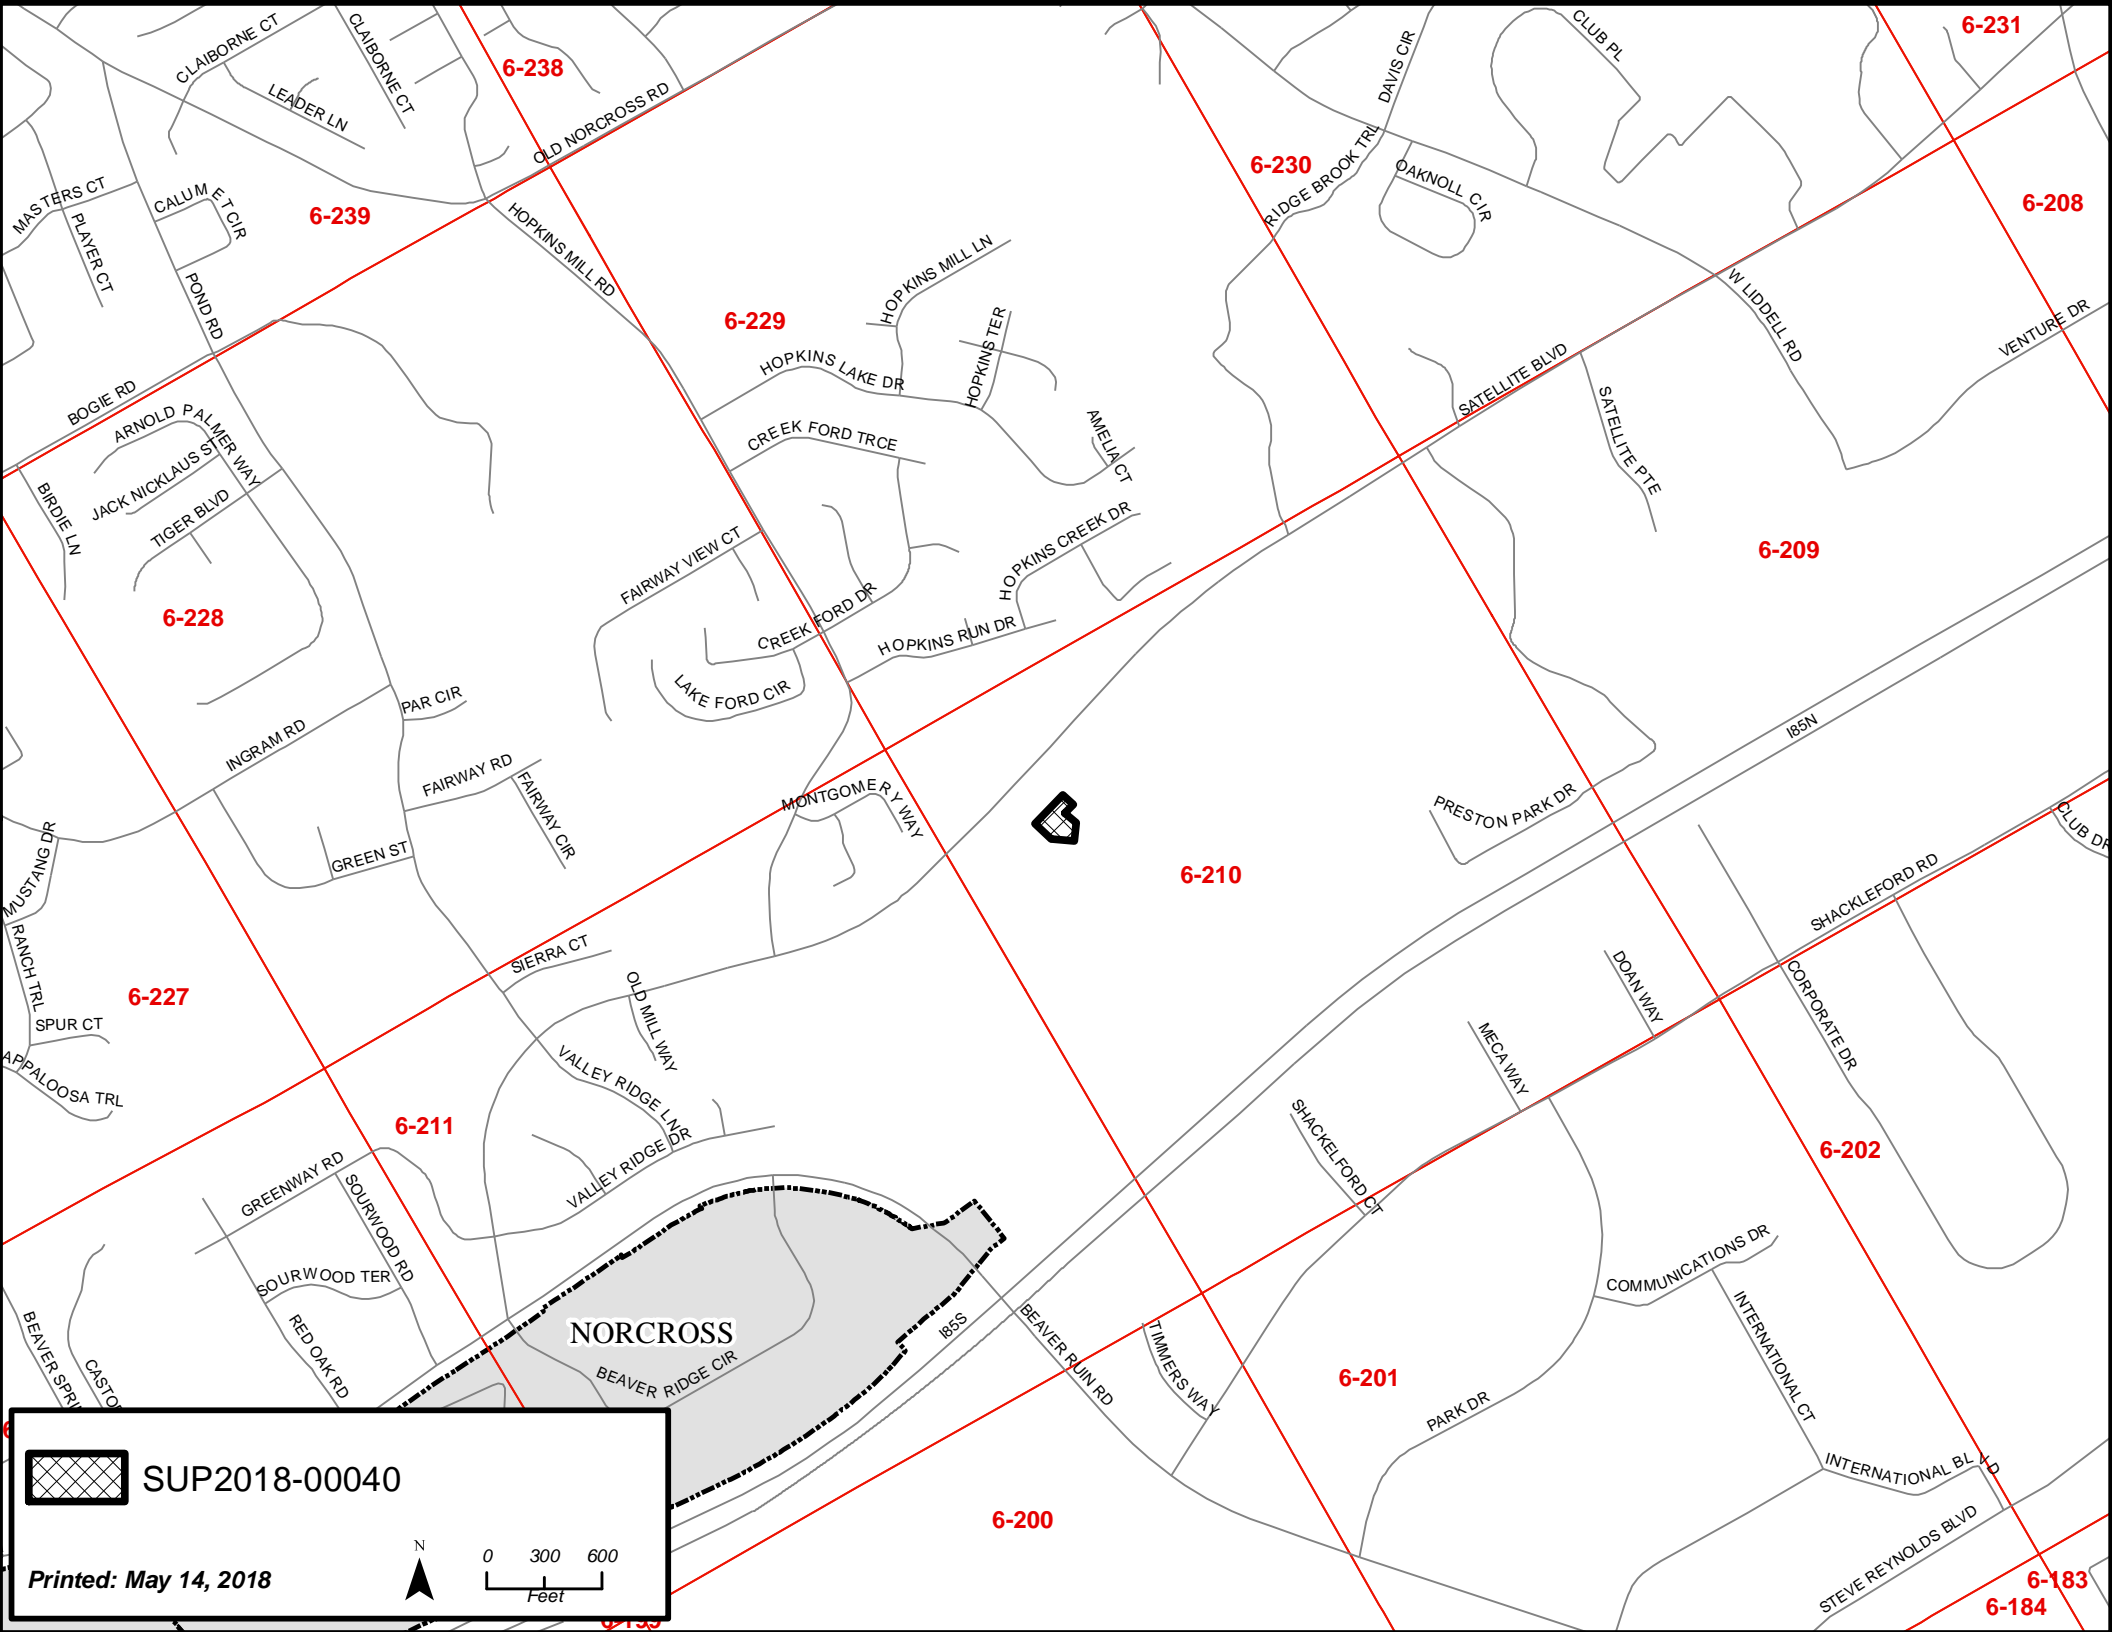 CLAIBORNE CT
CLAIBORNE CT
LEADER LN
6-238
OLD NORCROSS RD
DAVIS CIR
CLUB PL
6-231
MASTERS CT
PLAYER CT
CALUMET CIR
6-239
POND RD
HOPKINS MILL RD
6-230
RIDGE BROOK TRL
OAKNOLL CIR
6-208
HOPKINS MILL LN
6-229
HOPKINS TER
HOPKINS LAKE DR
W LIDDELL RD
VENTURE DR
BOGIE RD
ARNOLD PALMER WAY
JACK NICKLAUS ST
TIGER BLVD
BIRDIE LN
CREEK FORD TRCE
AMELIA CT
SATELLITE BLVD
SATELLITE PTE
6-228
FAIRWAY VIEW CT
HOPKINS CREEK DR
6-209
CREEK FORD DR
HOPKINS RUN DR
LAKE FORD CIR
PAR CIR
INGRAM RD
I85N
FAIRWAY RD
FAIRWAY CIR
MONTGOMERY WAY
PRESTON PARK DR
CLUB DR
MUSTANG DR
GREEN ST
6-210
SHACKLEFORD RD
RANCH TRL
SIERRA CT
OLD MILL WAY
DOAN WAY
CORPORATE DR
6-227
SPUR CT
APPALOOSA TRL
MECA WAY
VALLEY RIDGE LN
6-211
VALLEY RIDGE DR
SHACKELFORD CT
6-202
GREENWAY RD
SOURWOOD RD
SOURWOOD TER
COMMUNICATIONS DR
RED OAK RD
NORCROSS
BEAVER RIDGE CIR
I85S
BEAVER RUIN RD
TIMMERS WAY
6-201
INTERNATIONAL CT
BEAVER SPRI
CASTO
PARK DR
INTERNATIONAL BLVD
6-200
STEVE REYNOLDS BLVD
6-183
6-184
SUP2018-00040
Printed: May 14, 2018
N
0 300 600
Feet